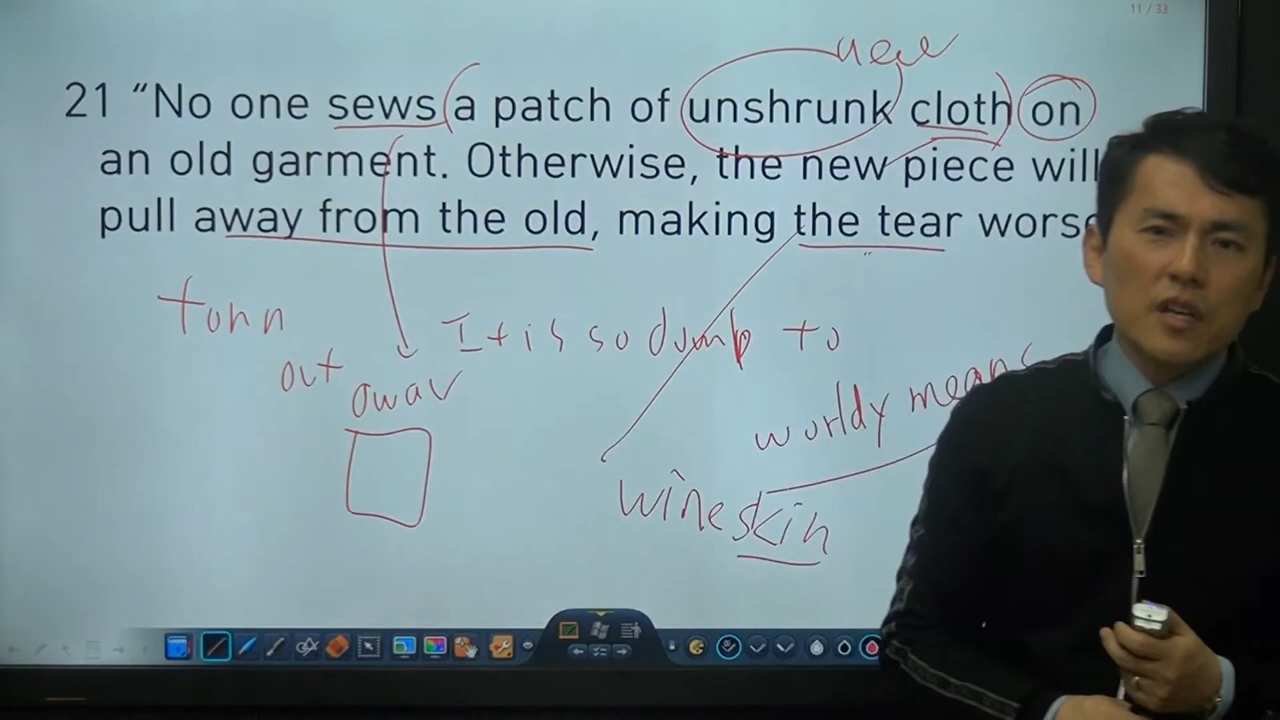 11 / 33
new
21 “No one sews a patch of unshrunk cloth on
an old garment. Otherwise, the new piece will
pull away from the old, making the tear worse
torn
out
away
It is so dumb to
worldy means
wineskin